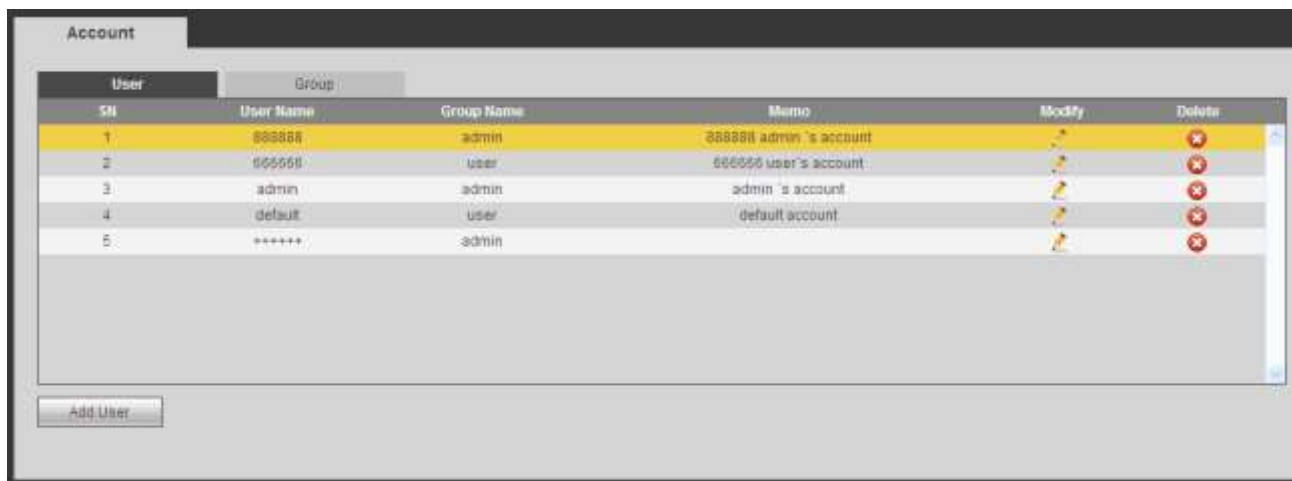 Account
User Group
SN User Name Group Name Memo Modify Delete
1 888888 admin 888888 admin 's account
2 666666 user 666666 user's account
3 admin admin admin 's account
4 default user default account
5 ++++++ admin
Add User